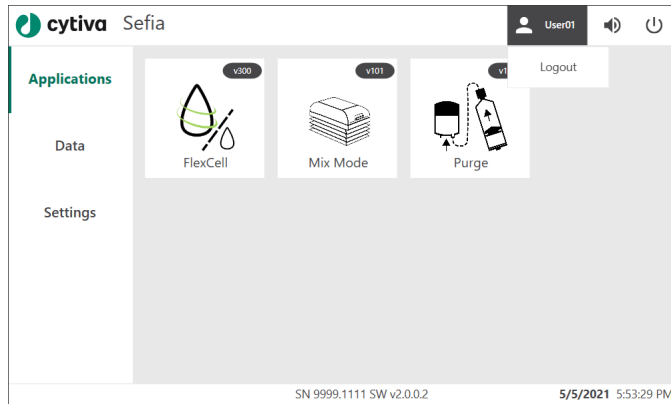 cytiva Sefia
User01
Logout
Applications
Data
Settings
v300
FlexCell
v101
Mix Mode
Purge
SN 9999.1111 SW v2.0.0.2
5/5/2021 5:53:29 PM